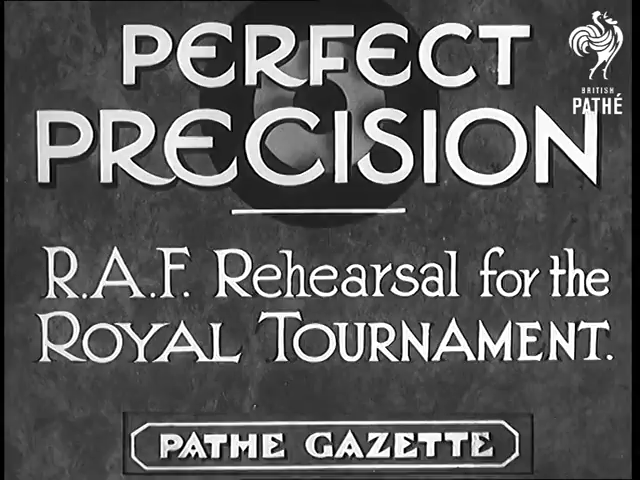 PERFECT
PRECISION
R.A.F. Rehearsal for the
ROYAL TOURNAMENT.
PATHE GAZETTE
BRITISH
PATHÉ